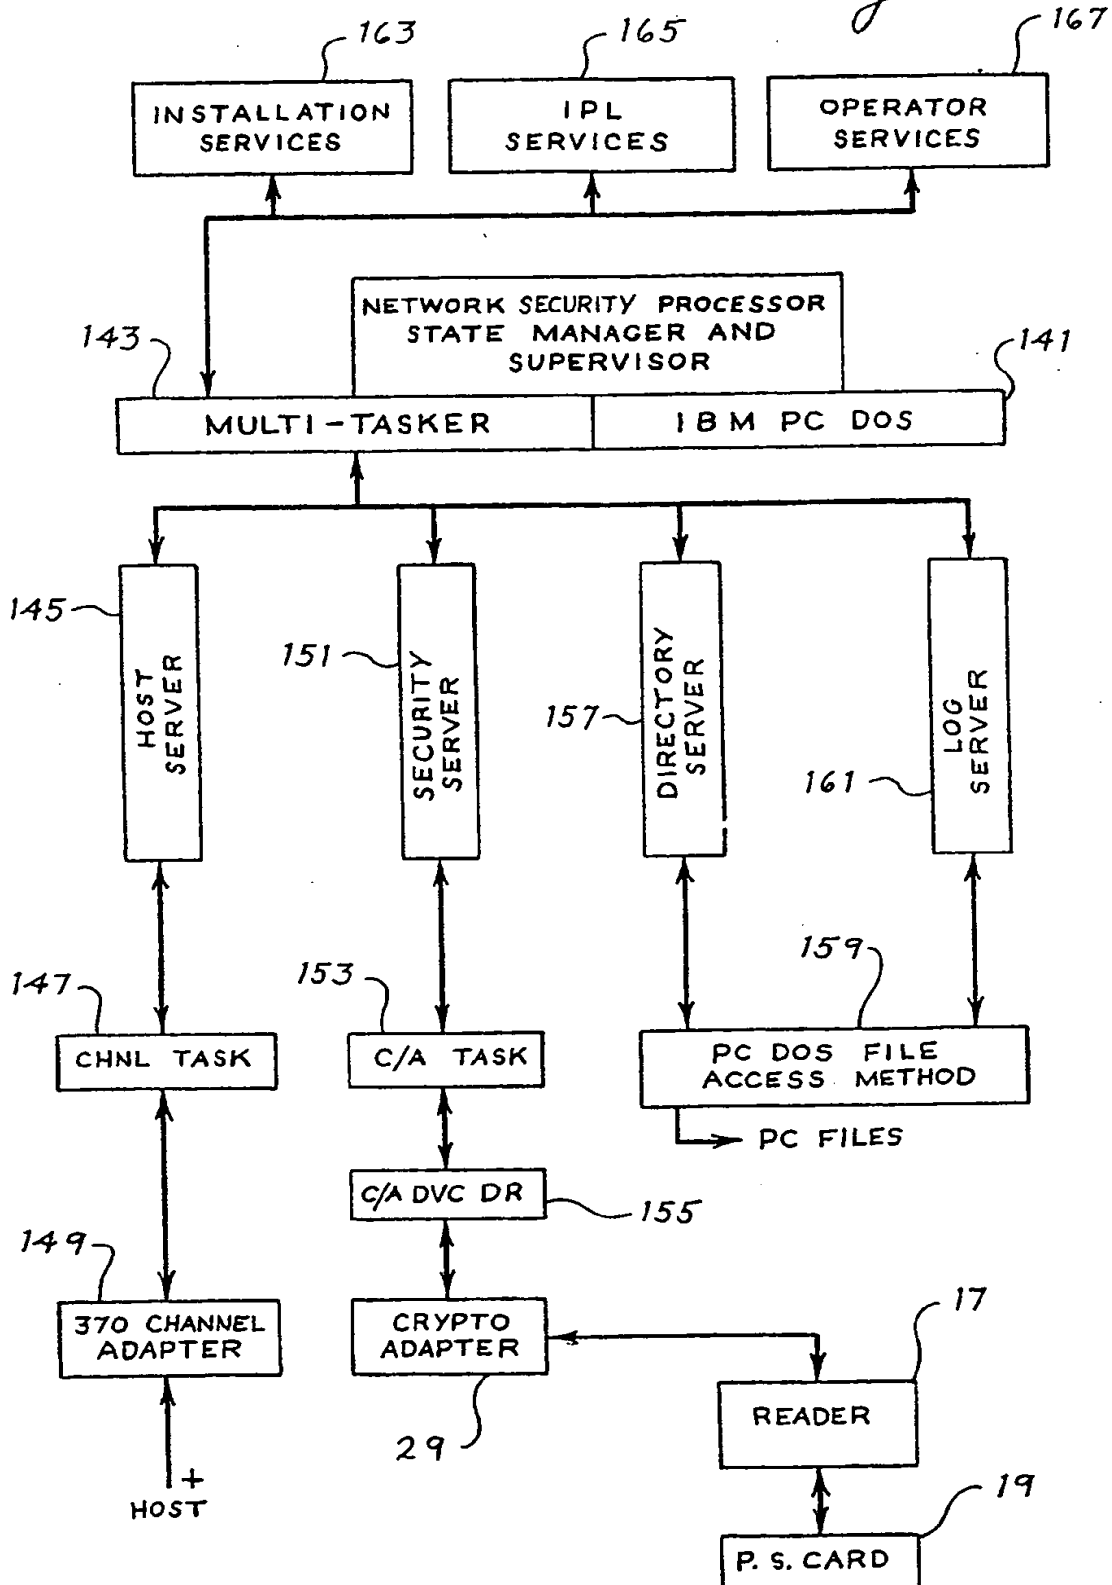 163
165
167
INSTALLATION
SERVICES
IPL
SERVICES
OPERATOR
SERVICES
NETWORK SECURITY PROCESSOR
STATE MANAGER AND
SUPERVISOR
143
141
MULTI-TASKER
IBM PC DOS
145
HOST
SERVER
151
SECURITY
SERVER
157
DIRECTORY
SERVER
161
LOG
SERVER
147
153
159
CHNL TASK
C/A TASK
PC DOS FILE
ACCESS METHOD
PC FILES
C/A DVC DR
155
149
370 CHANNEL
ADAPTER
CRYPTO
ADAPTER
17
READER
29
+
HOST
19
P. S. CARD